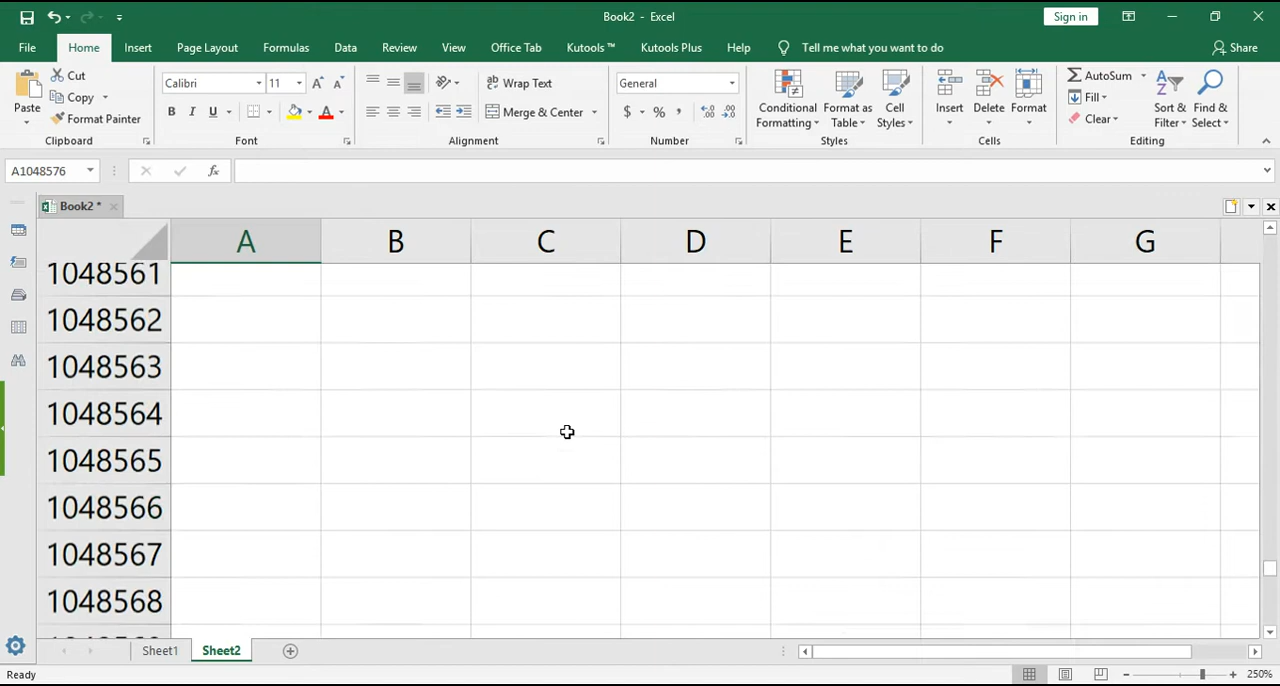 Book2 - Excel
Sign in
File Home Insert Page Layout Formulas Data Review View Office Tab Kutools™ Kutools Plus Help Tell me what you want to do Share
Paste
Cut
Copy
Format Painter
Clipboard
Calibri 11
B I U
Font
Wrap Text
Merge & Center
Alignment
General
$ % ,
Number
Conditional Formatting
Format as Table
Cell Styles
Styles
Insert
Delete
Format
Cells
AutoSum
Fill
Clear
Sort & Filter
Find & Select
Editing
A1048576
fx
Book2 *
A B C D E F G
1048561
1048562
1048563
1048564
1048565
1048566
1048567
1048568
Sheet1 Sheet2
Ready
250%